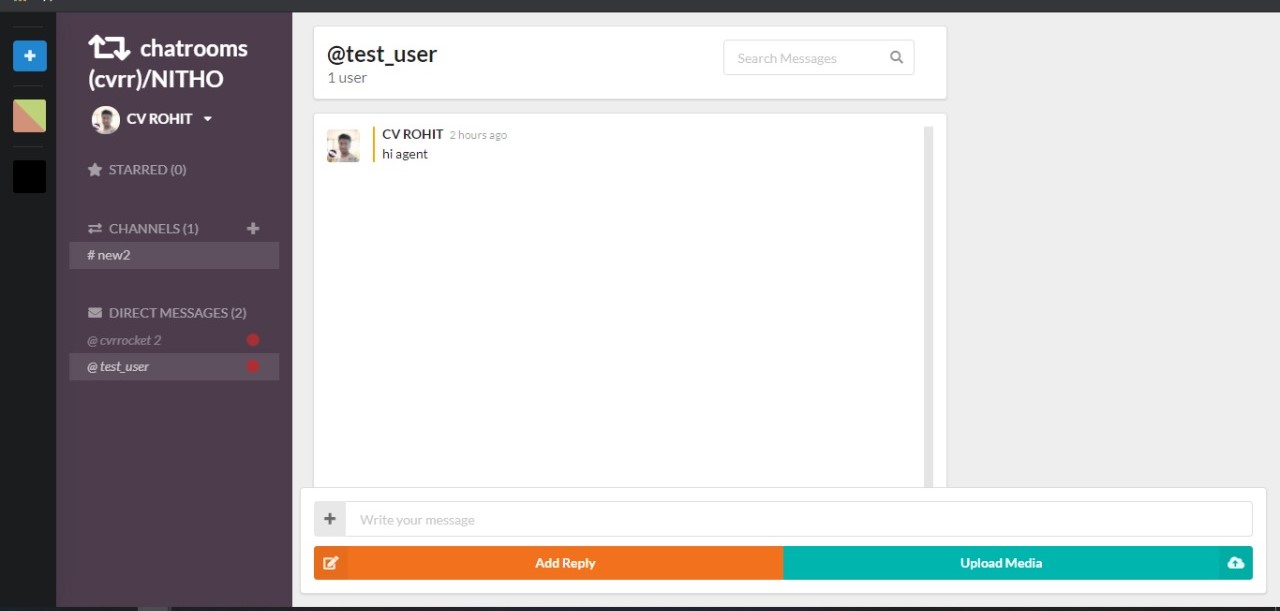 chatrooms
(cvrr)/NITHO
CV ROHIT
STARRED (0)
CHANNELS (1)
# new2
DIRECT MESSAGES (2)
@ cvrrocket 2
@ test_user
@test_user
1 user
Search Messages
CV ROHIT 2 hours ago
hi agent
Write your message
Add Reply
Upload Media